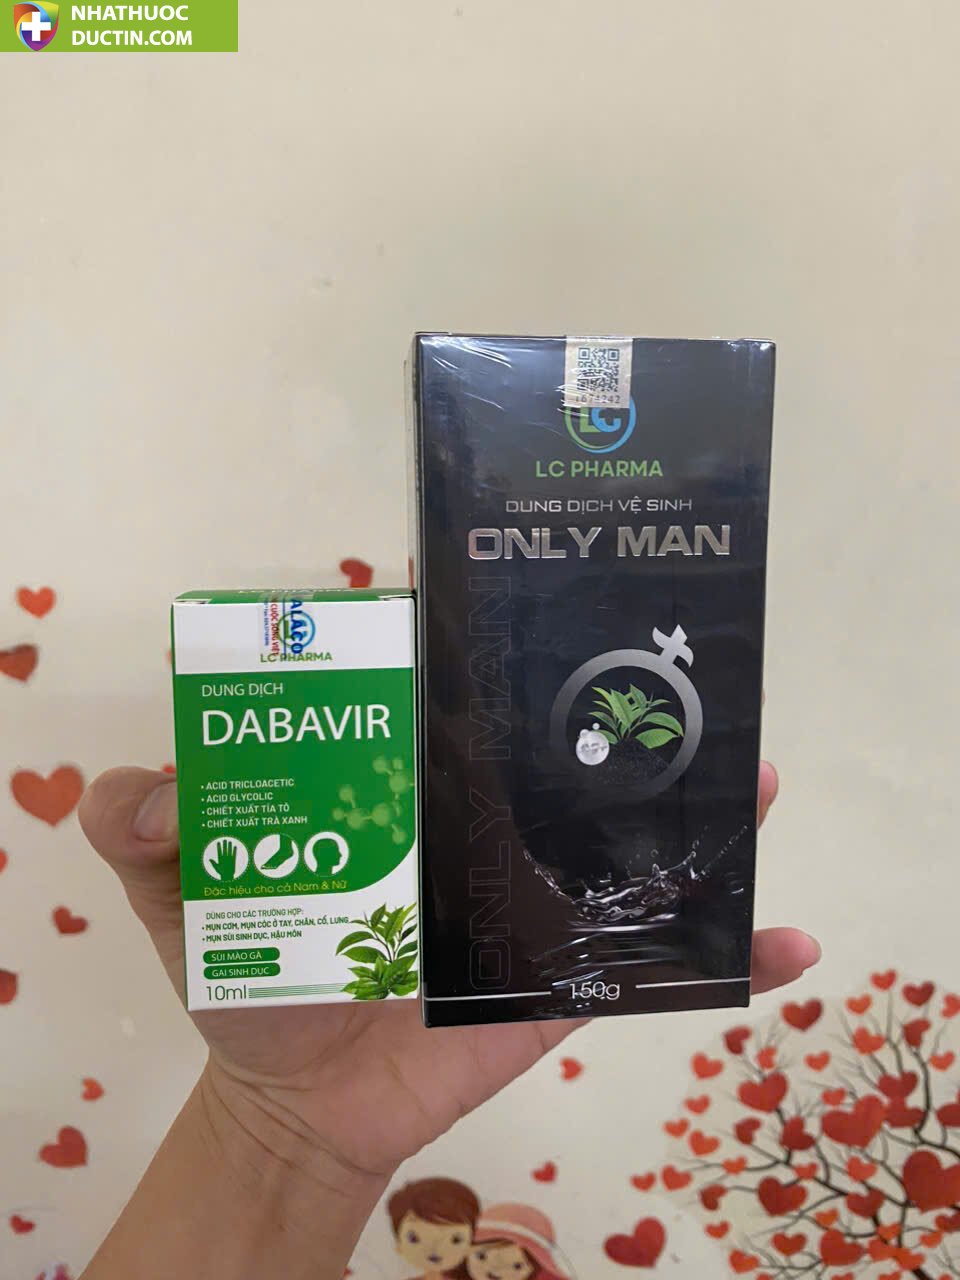 NHATHUOC
DUCTIN.COM
1674242
LC PHARMA
DUNG DỊCH VỆ SINH
ONLY MAN
ONLY MAN
150g
LC PHARMA
DUNG DỊCH
DABAVIR
• ACID TRICLOACETIC
• ACID GLYCOLIC
• CHIẾT XUẤT TÍA TÔ
• CHIẾT XUẤT TRÀ XANH
Đặc hiệu cho cả Nam & Nữ
DÙNG CHO CÁC TRƯỜNG HỢP:
• MỤN CƠM, MỤN CÓC Ở TAY, CHÂN, CỔ, LƯNG
• MỤN SÙI SINH DỤC, HẬU MÔN
SÙI MÀO GÀ
GAI SINH DỤC
10ml